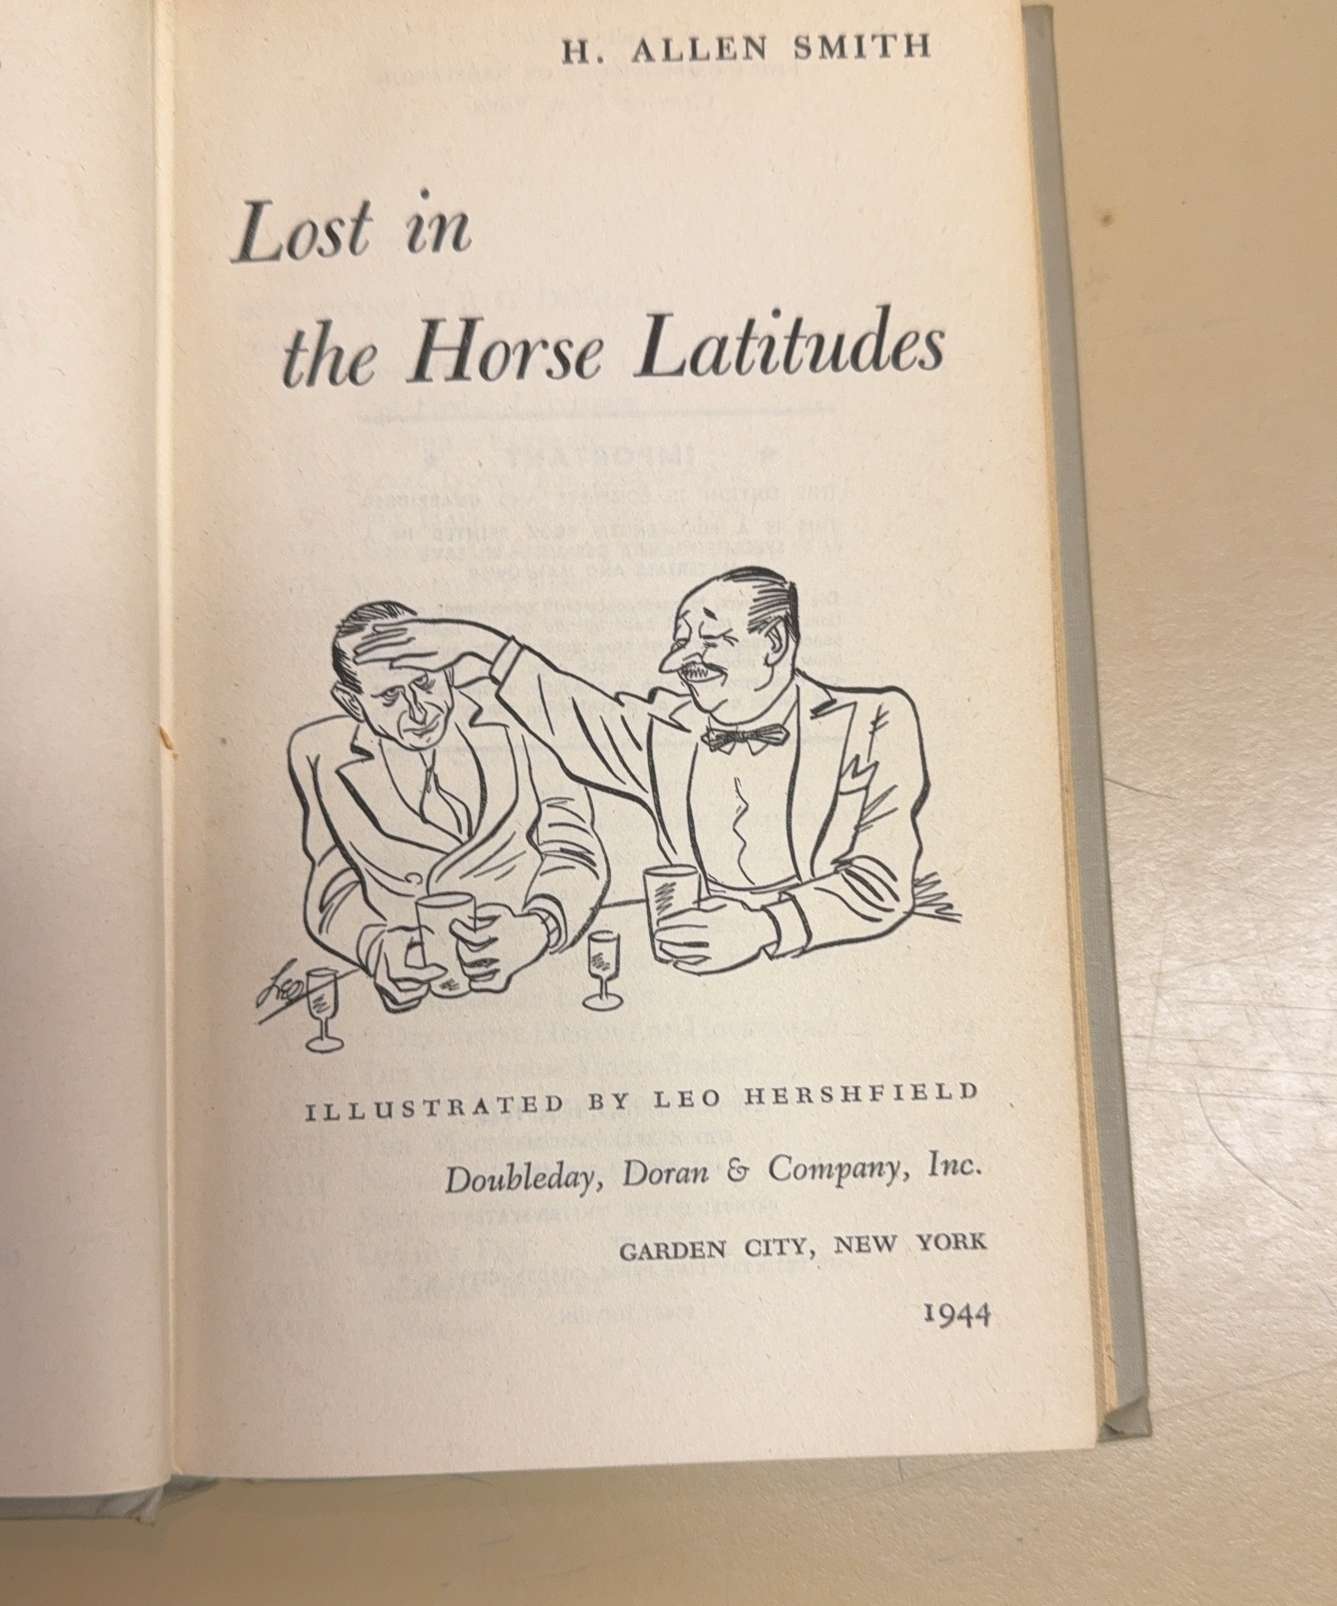 H. ALLEN SMITH
Lost in
the Horse Latitudes
Leo
ILLUSTRATED BY LEO HERSHFIELD
Doubleday, Doran & Company, Inc.
GARDEN CITY, NEW YORK
1944